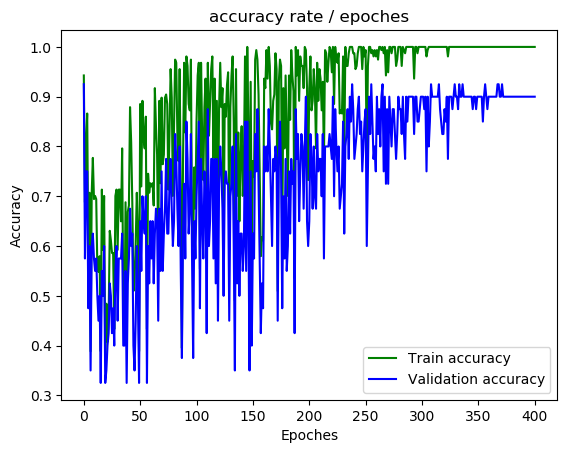 accuracy rate / epoches
Accuracy
1.0
0.9
0.8
0.7
0.6
0.5
0.4
0.3
Train accuracy
Validation accuracy
0 50 100 150 200 250 300 350 400
Epoches